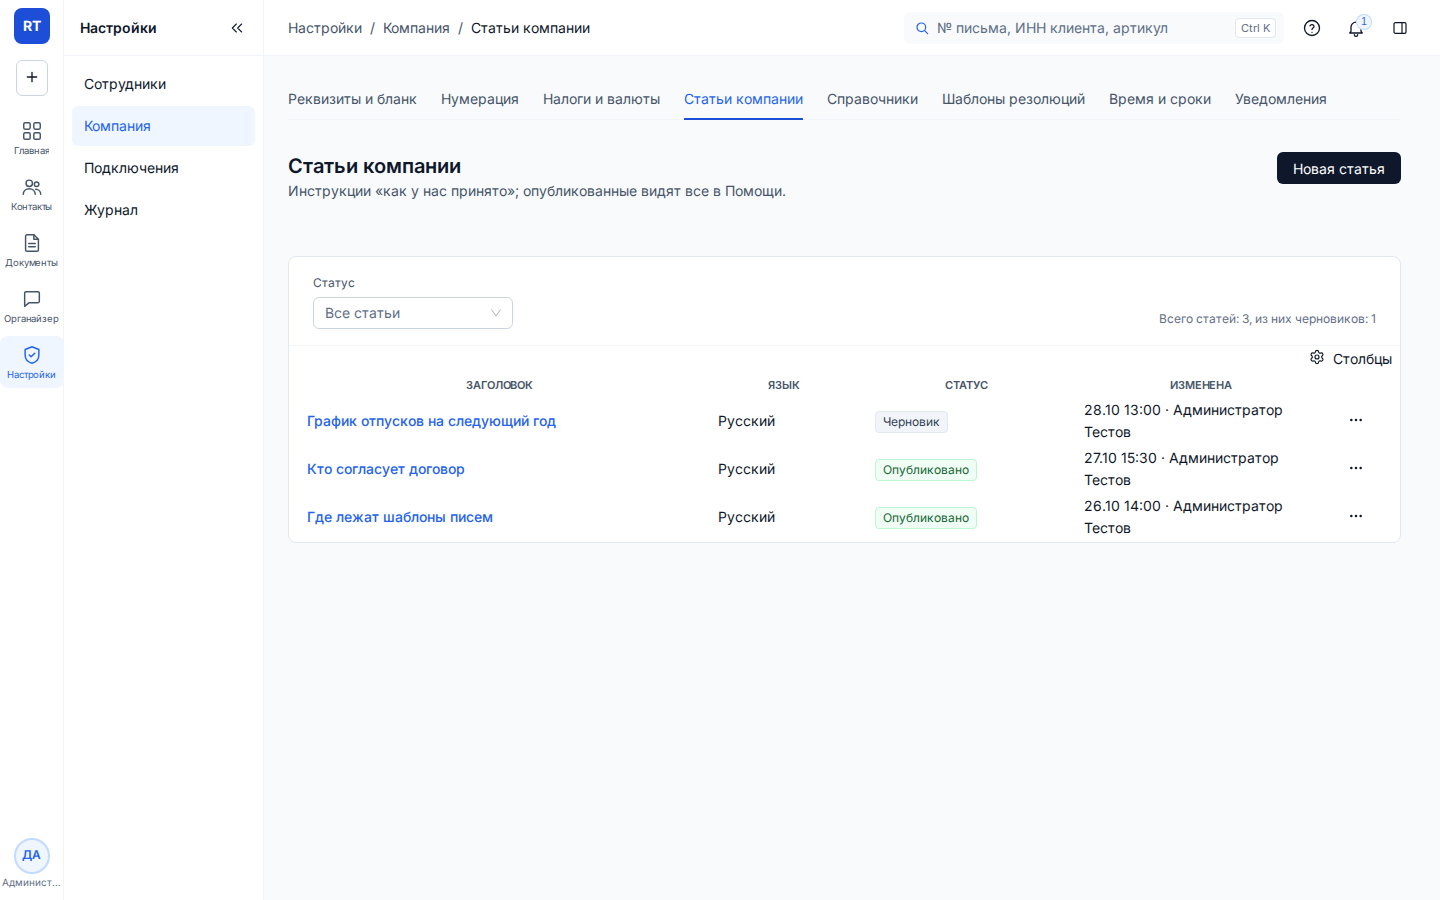 RT
Настройки
Настройки / Компания / Статьи компании
№ письма, ИНН клиента, артикул
Ctrl K
1
Главная
Контакты
Документы
Органайзер
Настройки
Сотрудники
Компания
Подключения
Журнал
Реквизиты и бланк
Нумерация
Налоги и валюты
Статьи компании
Справочники
Шаблоны резолюций
Время и сроки
Уведомления
Статьи компании
Новая статья
Инструкции «как у нас принято»; опубликованные видят все в Помощи.
Статус
Все статьи
Всего статей: 3, из них черновиков: 1
Столбцы
ЗАГОЛОВОК ЯЗЫК СТАТУС ИЗМЕНЕНА
График отпусков на следующий год Русский Черновик 28.10 13:00 · Администратор
Тестов
Кто согласует договор Русский Опубликовано 27.10 15:30 · Администратор
Тестов
Где лежат шаблоны писем Русский Опубликовано 26.10 14:00 · Администратор
Тестов
ДА
Админист...